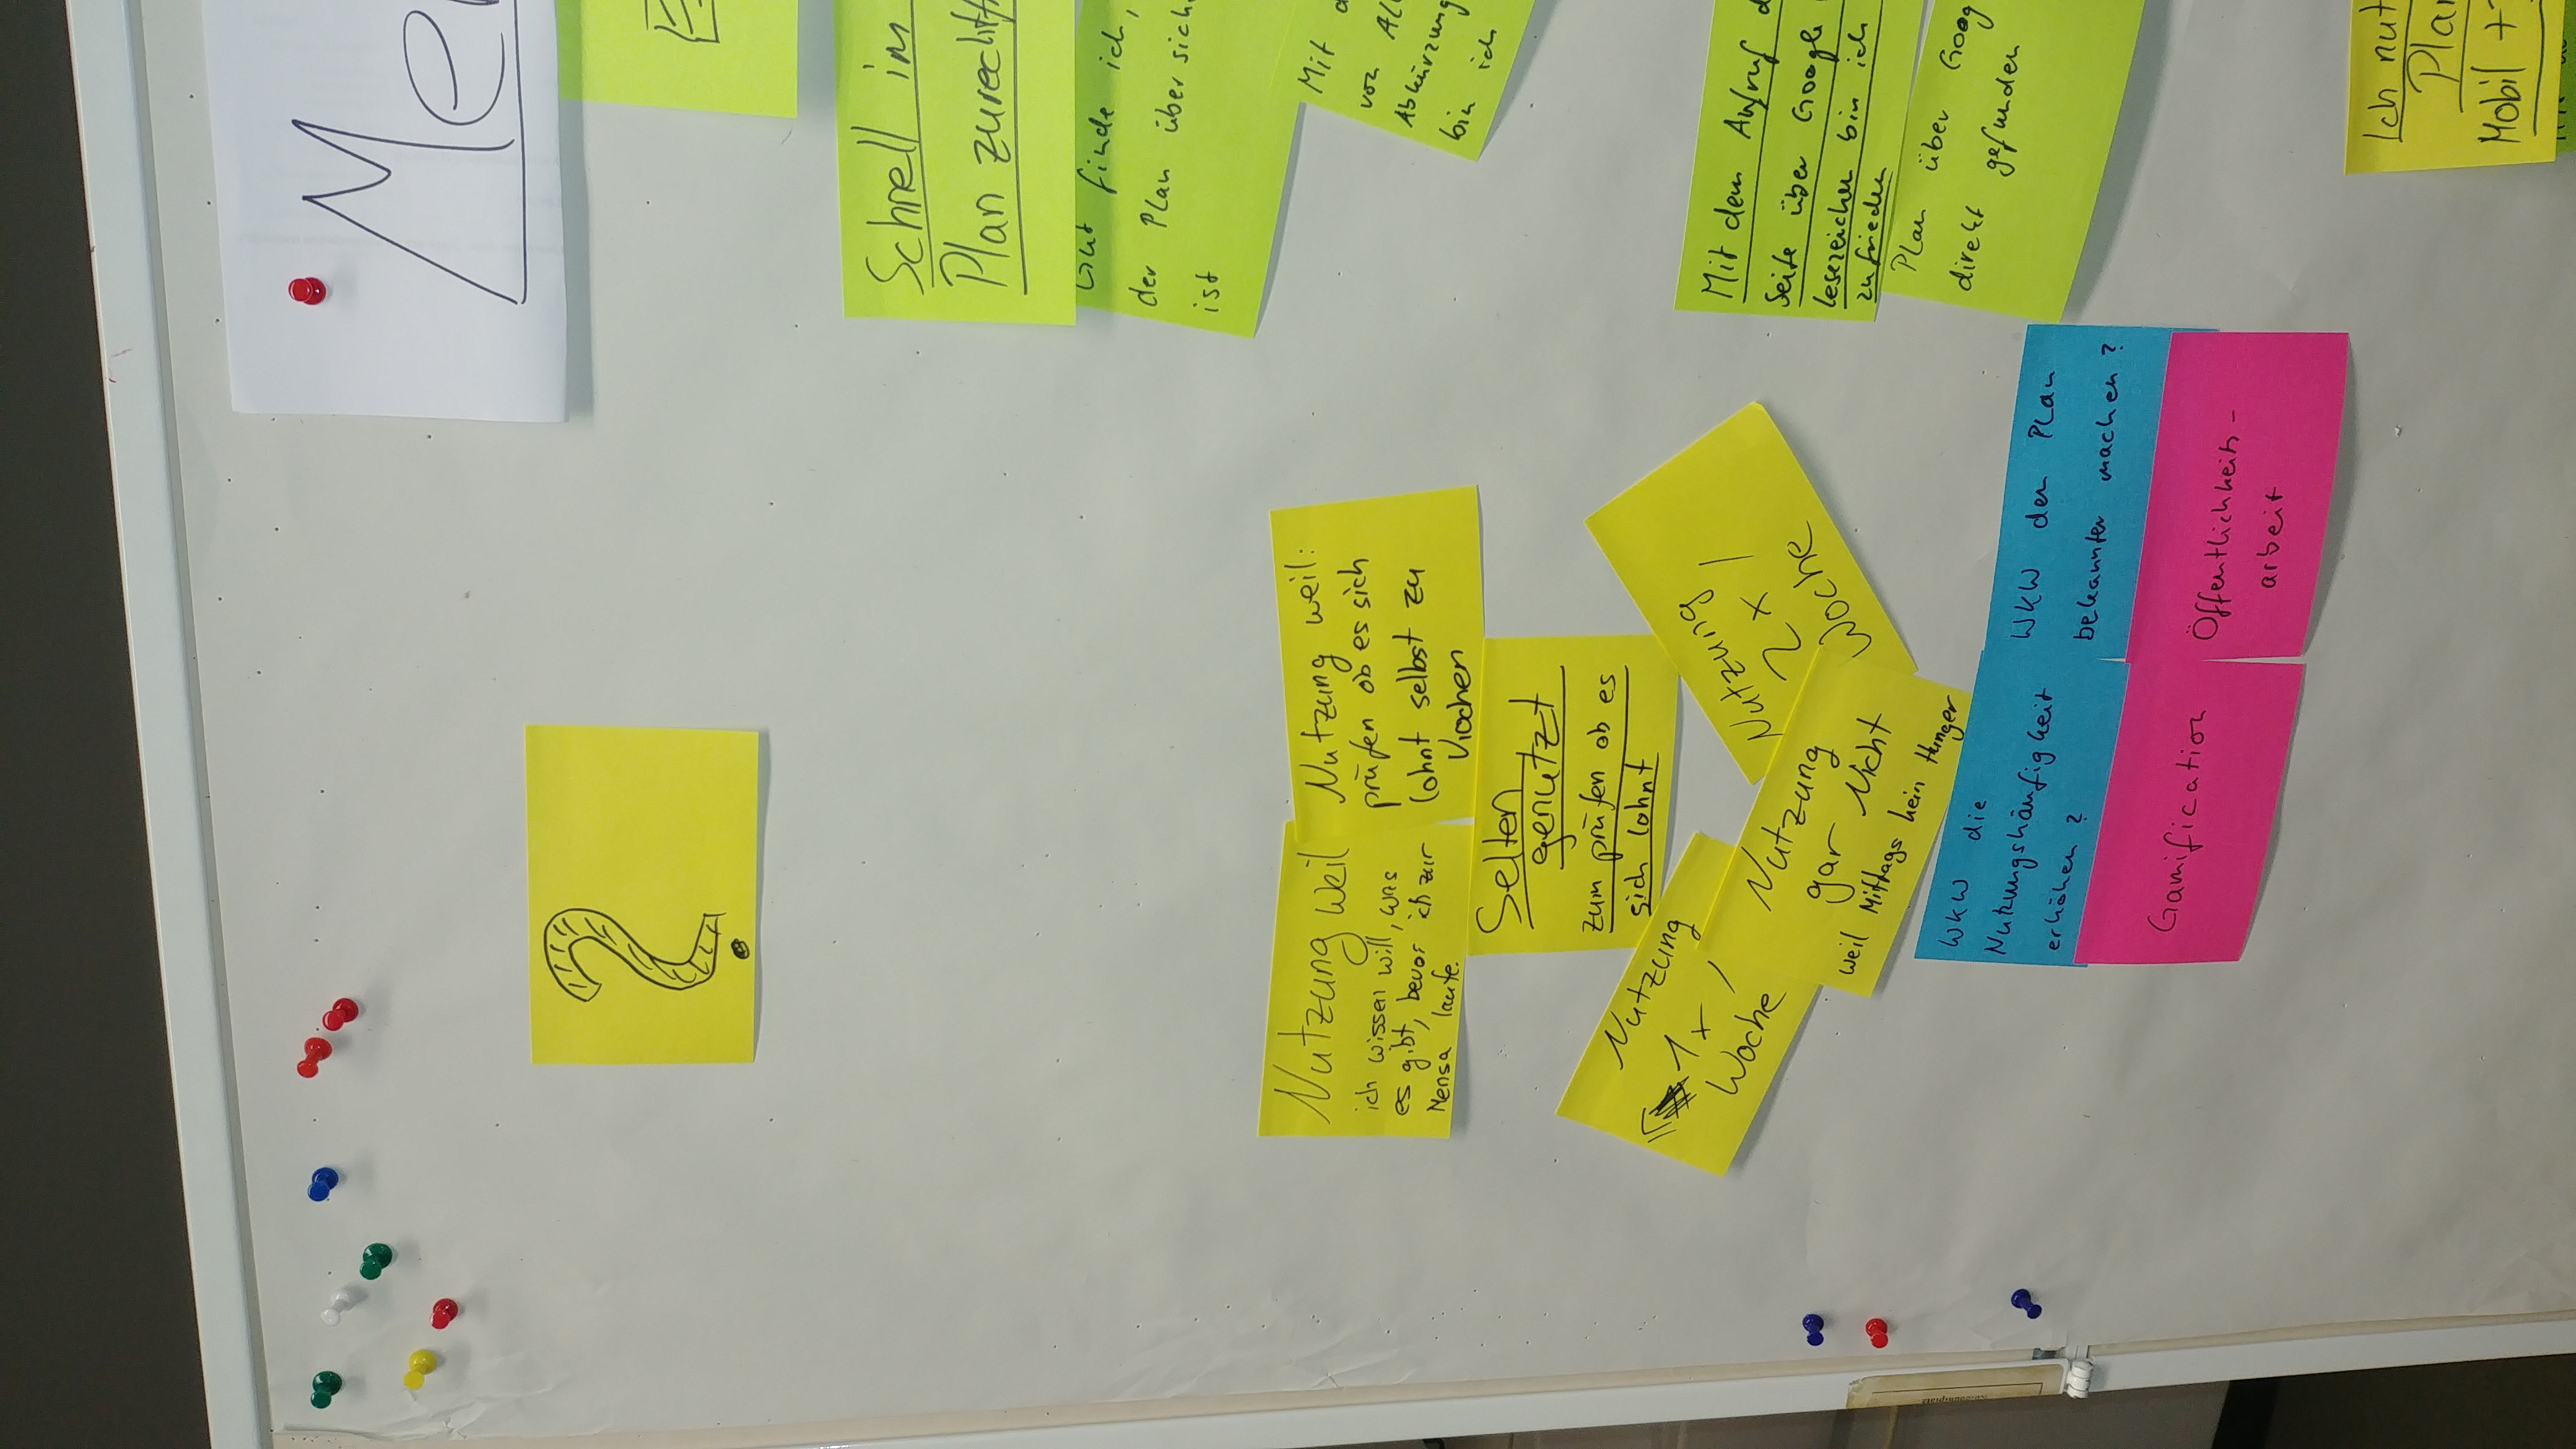 ?
Nutzung weil
ich wissen will, was
es gibt, bevor ich zur
Mensa laufe.
Nutzung weil:
prüfen ob es sich
lohnt selbst zu
kochen
Selten
genutzt
zum prüfen ob es
sich lohnt
Nutzung
1x /
Woche
Nutzung
gar Nicht
weil Mittags kein Hunger
Nutzung
2x /
Woche
WKW die
Nutzungshäufigkeit
erhöhen?
WKW den Plan
bekannter machen?
Gamification
Öffentlichkeits-
arbeit
Me
Schnell im
Plan zurechtf
Gut finde ich,
der Plan übersich
ist
Mit d
von Al
Abkürzung
bin ich
Mit dem Aufruf d
Seite über Google
lesezeichen bin ich
zufrieden
Plan über Goog
direkt gefunden
Ich nut
Plan
Mobil +